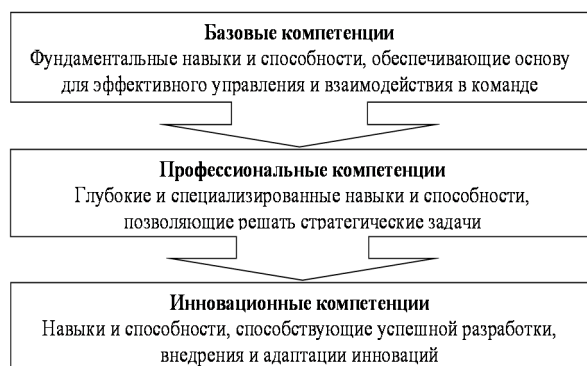 Базовые компетенции
Фундаментальные навыки и способности, обеспечивающие основу
для эффективного управления и взаимодействия в команде
Профессиональные компетенции
Глубокие и специализированные навыки и способности,
позволяющие решать стратегические задачи
Инновационные компетенции
Навыки и способности, способствующие успешной разработки,
внедрения и адаптации инноваций